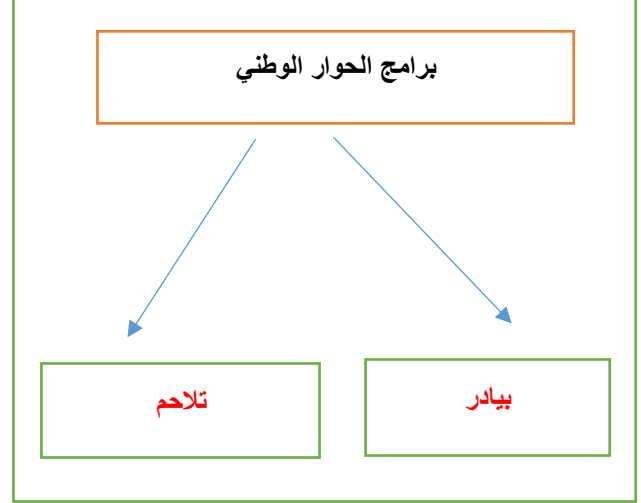 برامج الحوار الوطني
بيادر
تلاحم